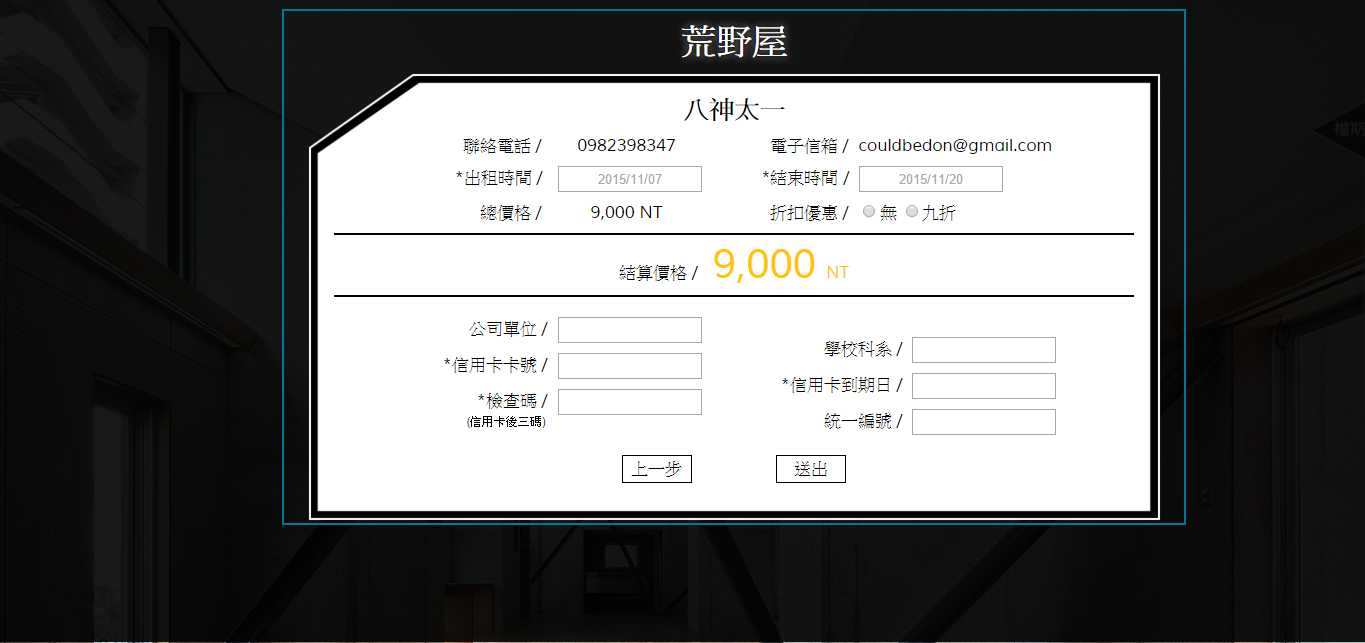 荒野屋
檔期
八神太一
聯絡電話 / 0982398347 電子信箱 / couldbedon@gmail.com
*出租時間 / 2015/11/07 *結束時間 / 2015/11/20
總價格 / 9,000 NT 折扣優惠 / 無 九折
結算價格 / 9,000 NT
公司單位 /
學校科系 /
*信用卡卡號 /
*信用卡到期日 /
*檢查碼 /
(信用卡後三碼)
統一編號 /
上一步 送出